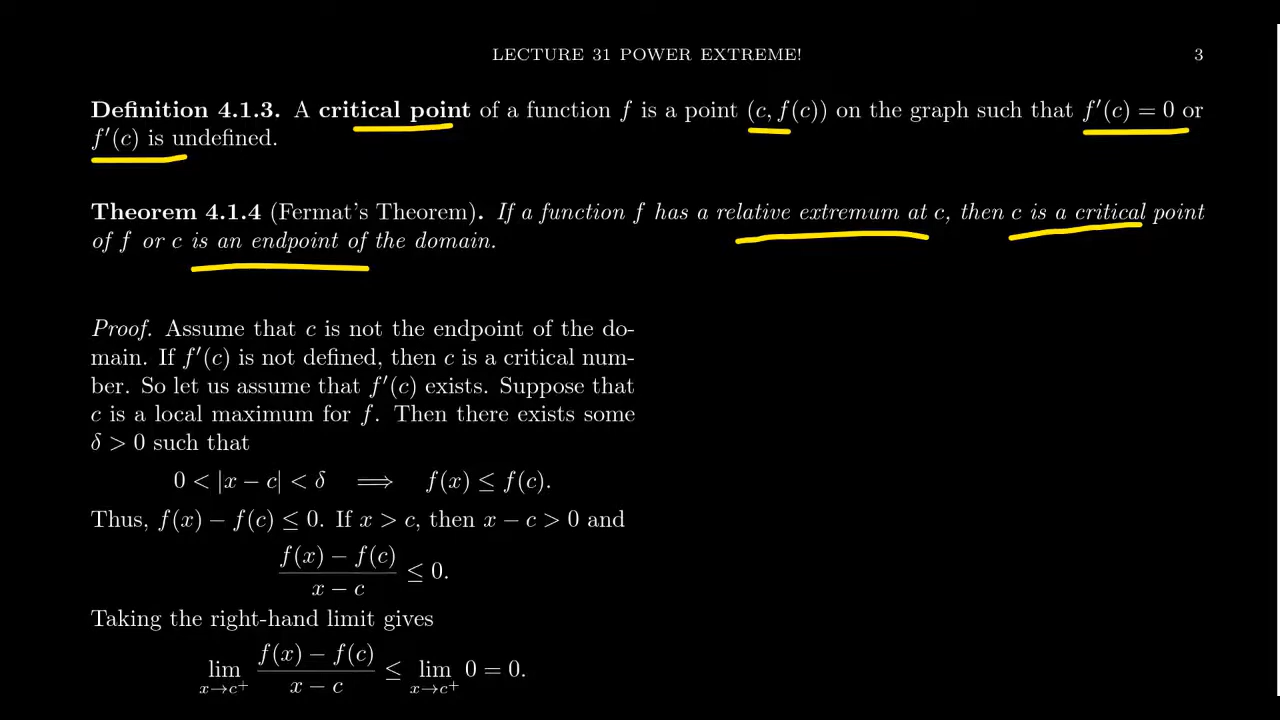 LECTURE 31 POWER EXTREME! 3
Definition 4.1.3. A critical point of a function f is a point (c, f(c)) on the graph such that f′(c) = 0 or
f′(c) is undefined.
Theorem 4.1.4 (Fermat's Theorem). If a function f has a relative extremum at c, then c is a critical point
of f or c is an endpoint of the domain.
Proof. Assume that c is not the endpoint of the do-
main. If f′(c) is not defined, then c is a critical num-
ber. So let us assume that f′(c) exists. Suppose that
c is a local maximum for f. Then there exists some
δ > 0 such that
0 < |x − c| < δ ⟹ f(x) ≤ f(c).
Thus, f(x) − f(c) ≤ 0. If x > c, then x − c > 0 and
f(x) − f(c)
≤ 0.
x − c
Taking the right-hand limit gives
f(x) − f(c)
lim ≤ lim 0 = 0.
x→c⁺ x − c x→c⁺